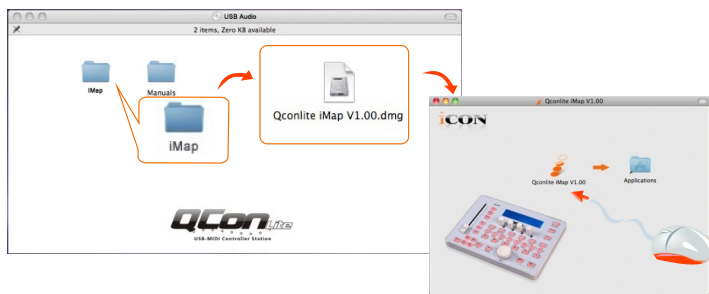 USB Audio
2 items, Zero KB available
iMap
Manuals
iMap
Qconlite iMap V1.00.dmg
QCon Lite
USB-MIDI Controller Station
Qconlite iMap V1.00
iCON
Qconlite iMap V1.00
Applications